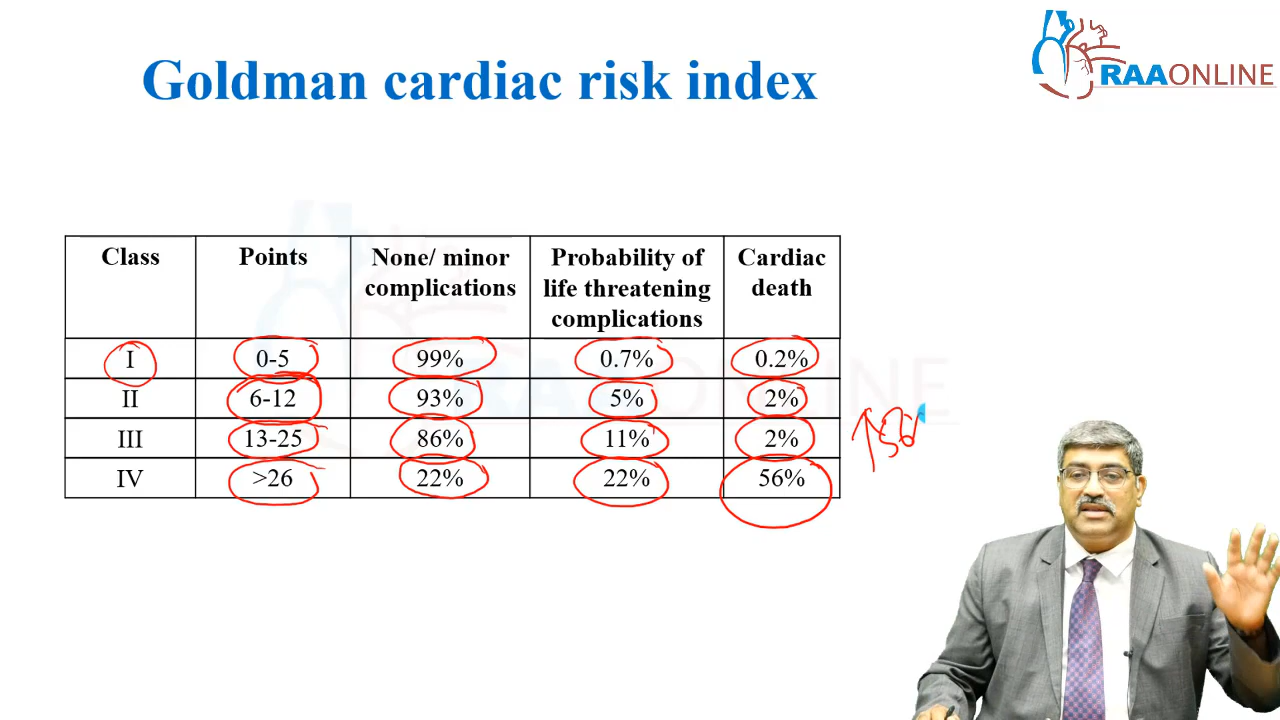 Goldman cardiac risk index
RAAONLINE
Class Points None/ minor complications Probability of life threatening complications Cardiac death
I 0-5 99% 0.7% 0.2%
II 6-12 93% 5% 2%
III 13-25 86% 11% 2%
IV >26 22% 22% 56%